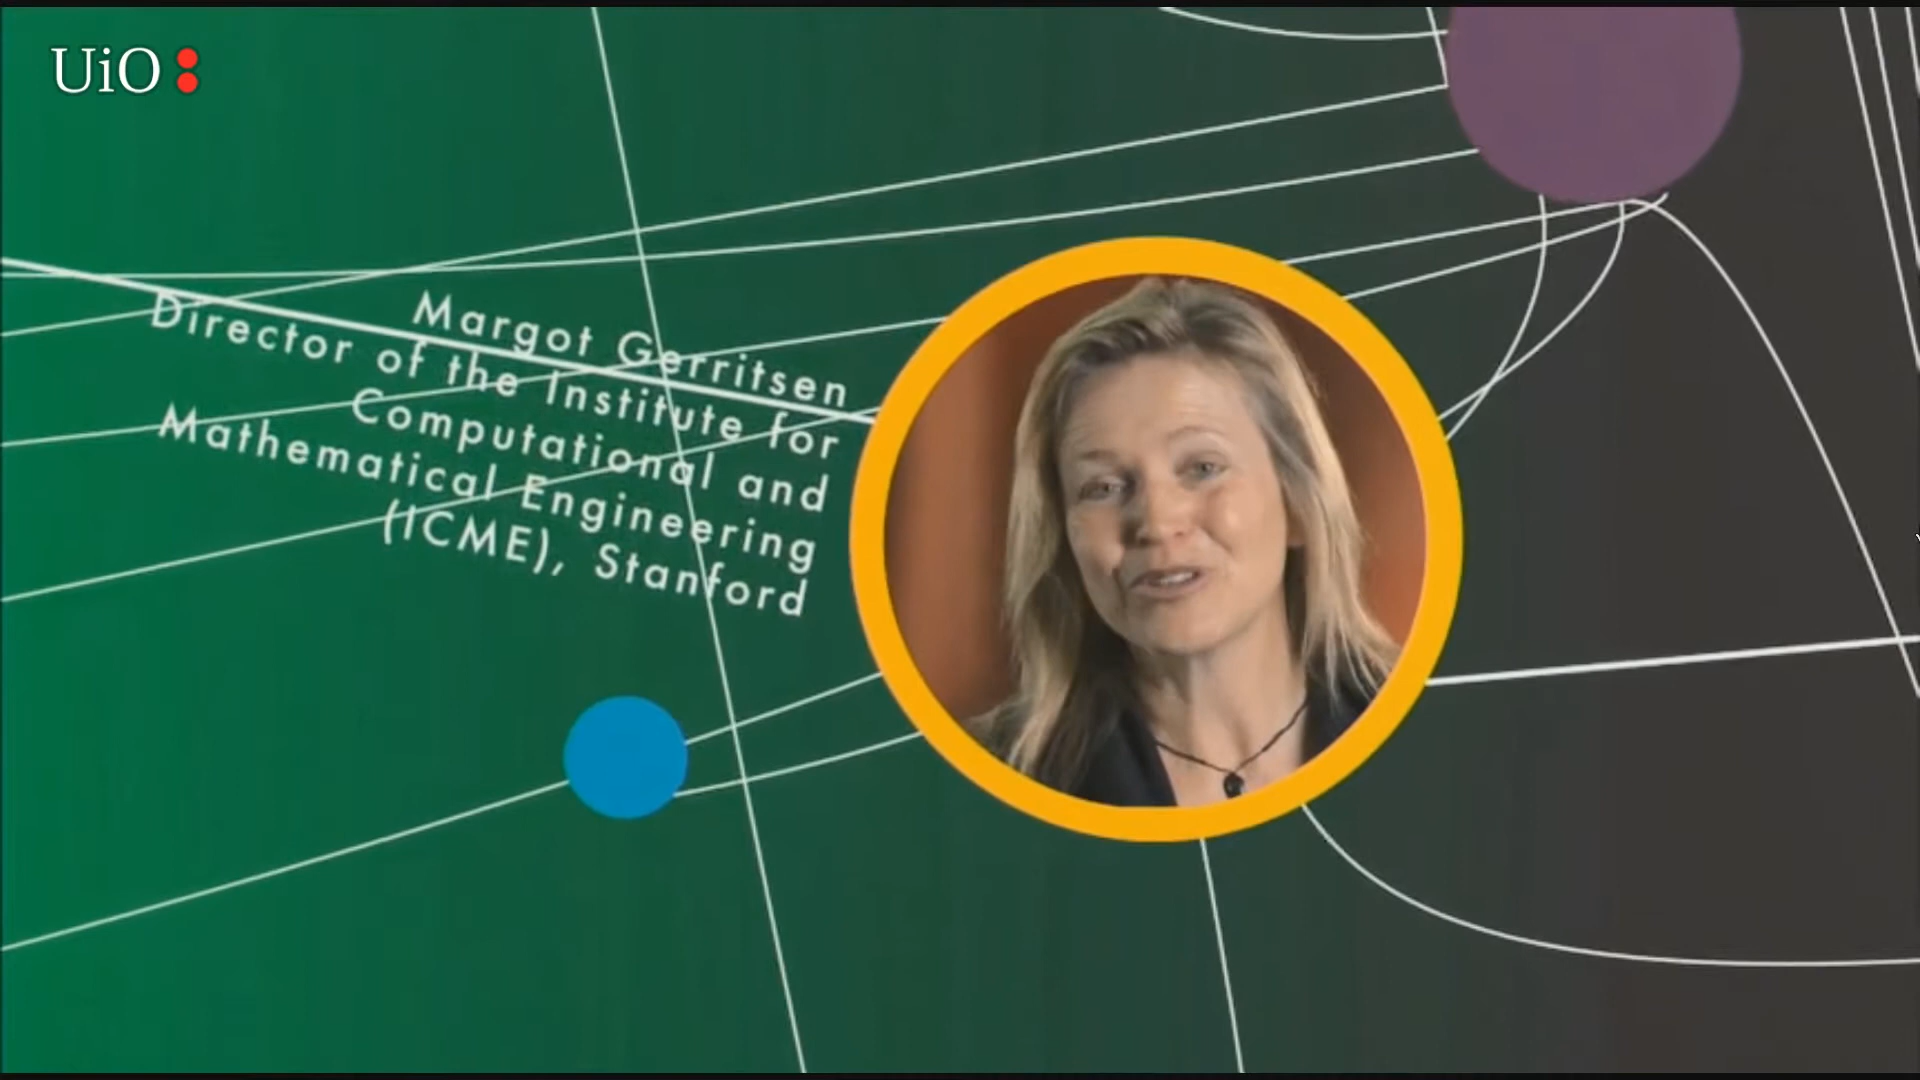 UiO
Margot Gerritsen
Director of the Institute for
Computational and
Mathematical Engineering
(ICME), Stanford